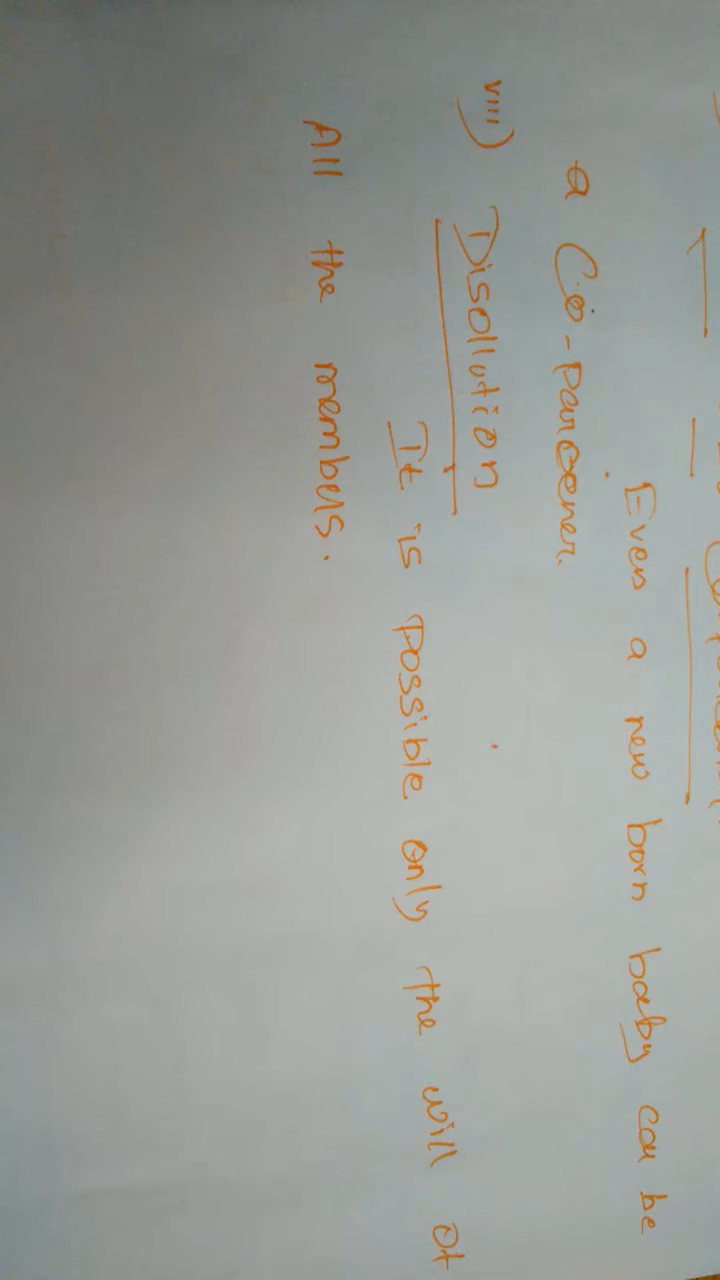 Even a new born baby can be
a Co-parcener.
viii) Disollution
It is possible only the will of
All the members.